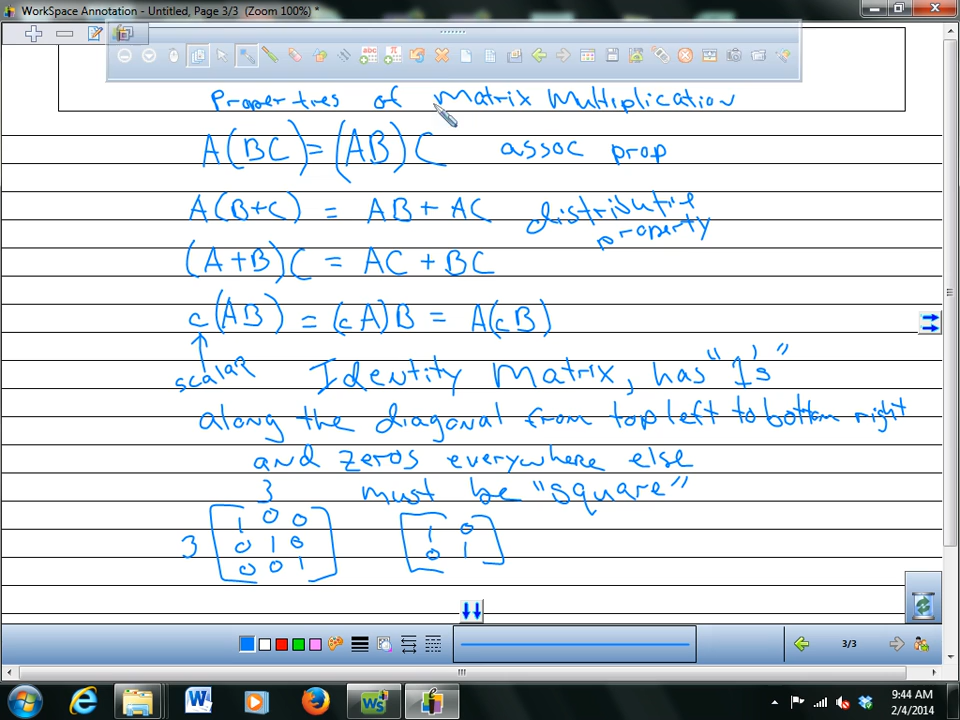 WorkSpace Annotation - Untitled, Page 3/3 (Zoom 100%) *
Properties of Matrix Multiplication
A(BC) = (AB)C assoc prop
A(B+C) = AB + AC distributive
property
(A+B)C = AC + BC
c(AB) = (cA)B = A(cB)
scalar Identity Matrix, has "1's"
along the diagonal from top left to bottom right
and zeros everywhere else
3 must be "square"
1 0 0 1 0
3 0 1 0 0 1
0 0 1
3/3
9:44 AM
2/4/2014